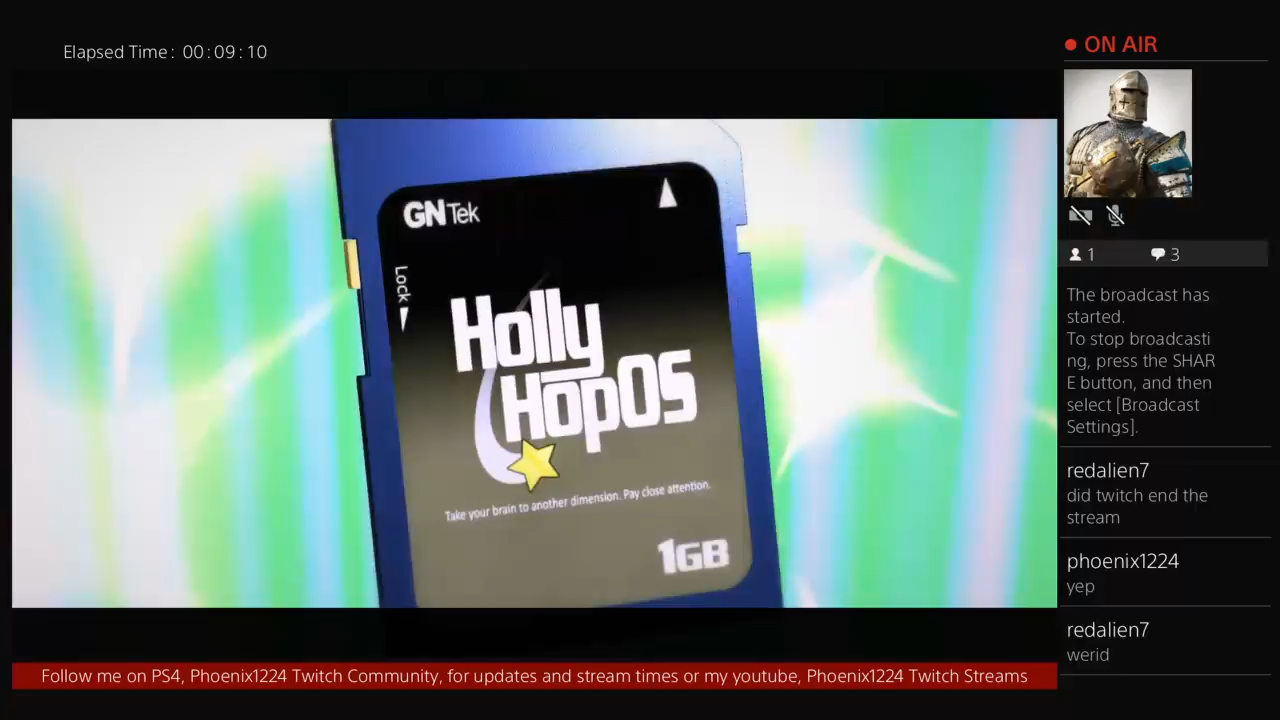 Elapsed Time: 00:09:10
ON AIR
GNTek
Lock
Holly
HopOS
Take your brain to another dimension. Pay close attention.
1GB
1
3
The broadcast has
started.
To stop broadcasti
ng, press the SHAR
E button, and then
select [Broadcast
Settings].
redalien7
did twitch end the
stream
phoenix1224
yep
redalien7
werid
Follow me on PS4, Phoenix1224 Twitch Community, for updates and stream times or my youtube, Phoenix1224 Twitch Streams